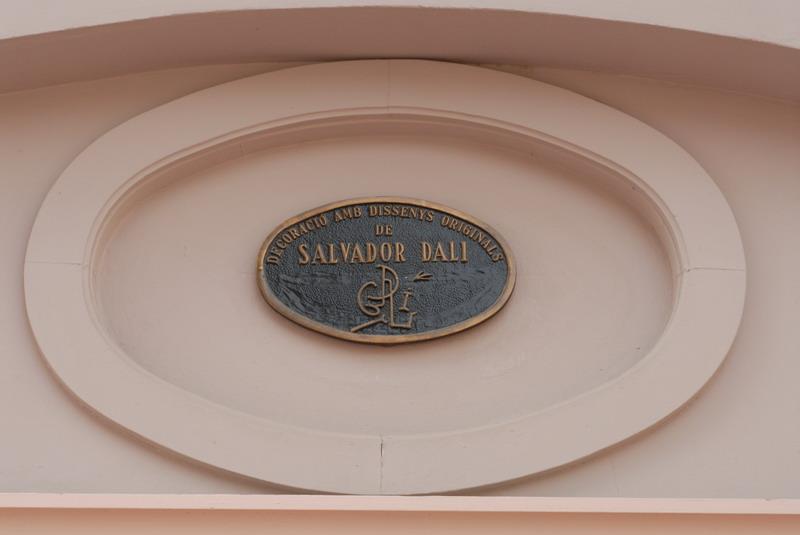 DECORACIO AMB DISSENYS ORIGINALS
DE
SALVADOR DALI